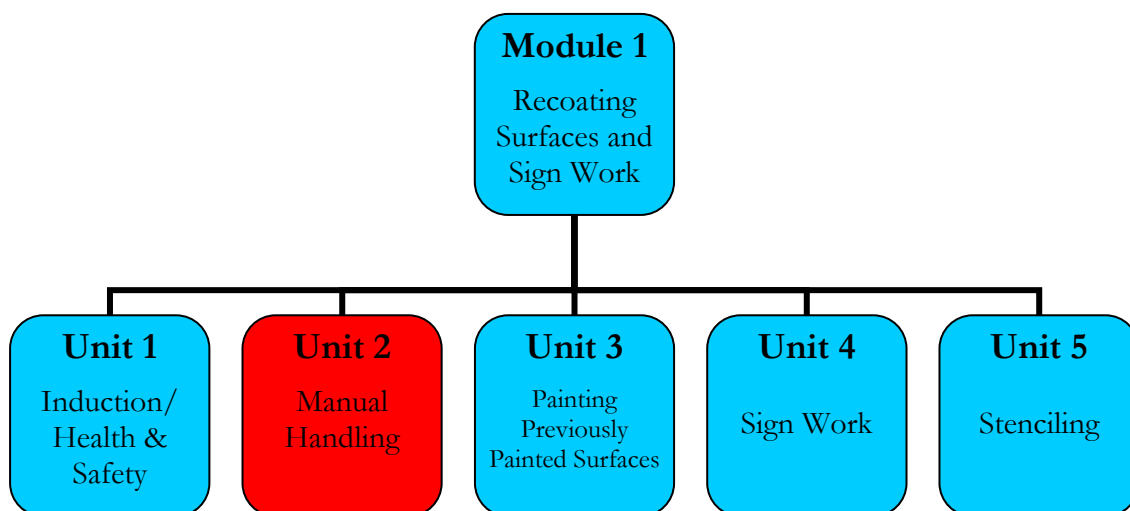 Module 1
Recoating
Surfaces and
Sign Work
Unit 1
Induction/
Health &
Safety
Unit 2
Manual
Handling
Unit 3
Painting
Previously
Painted Surfaces
Unit 4
Sign Work
Unit 5
Stenciling